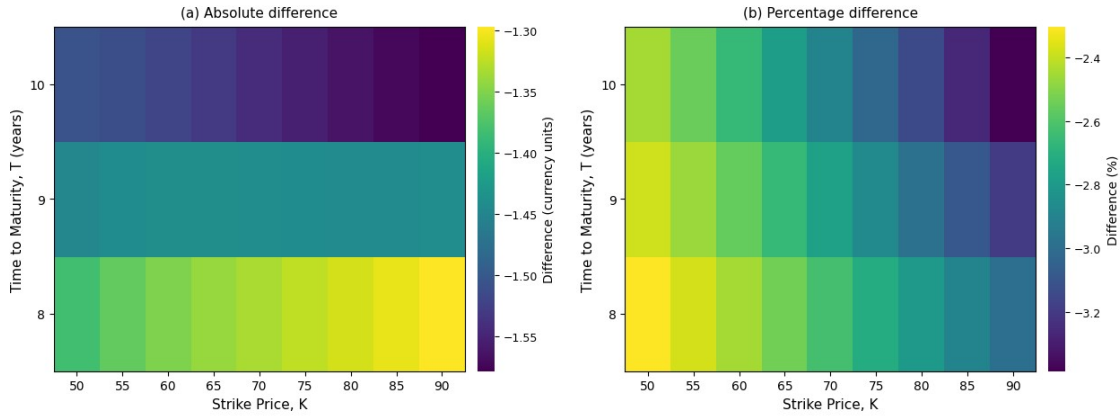 (a) Absolute difference
10
9
8
Time to Maturity, T (years)
50 55 60 65 70 75 80 85 90
Strike Price, K
−1.30
−1.35
−1.40
−1.45
−1.50
−1.55
Difference (currency units)
(b) Percentage difference
10
9
8
Time to Maturity, T (years)
50 55 60 65 70 75 80 85 90
Strike Price, K
−2.4
−2.6
−2.8
−3.0
−3.2
Difference (%)